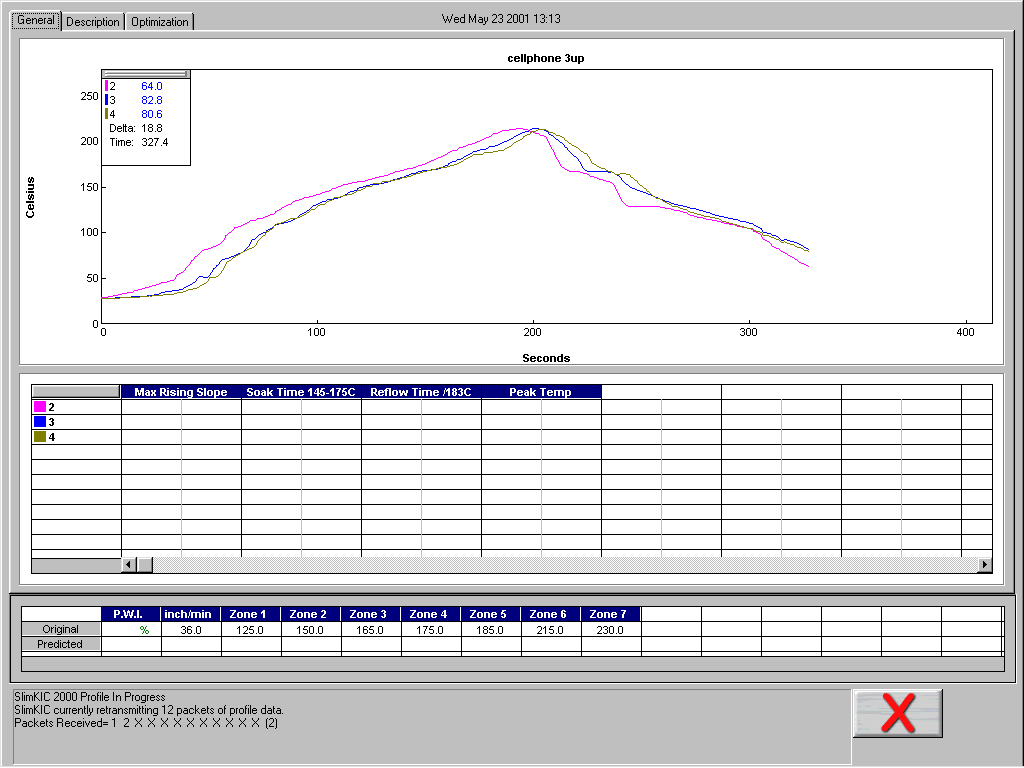 General Description Optimization Wed May 23 2001 13:13
cellphone 3up
2 64.0
3 82.8
4 80.6
Delta: 18.8
Time: 327.4
250
200
150
100
50
0
Celsius
0 100 200 300 400
Seconds
Max Rising Slope Soak Time 145-175C Reflow Time /183C Peak Temp
2
3
4
P.W.I. inch/min Zone 1 Zone 2 Zone 3 Zone 4 Zone 5 Zone 6 Zone 7
Original % 36.0 125.0 150.0 165.0 175.0 185.0 215.0 230.0
Predicted
SlimKIC 2000 Profile In Progress
SlimKIC currently retransmitting 12 packets of profile data.
Packets Received= 1 2 X X X X X X X X X X (2)